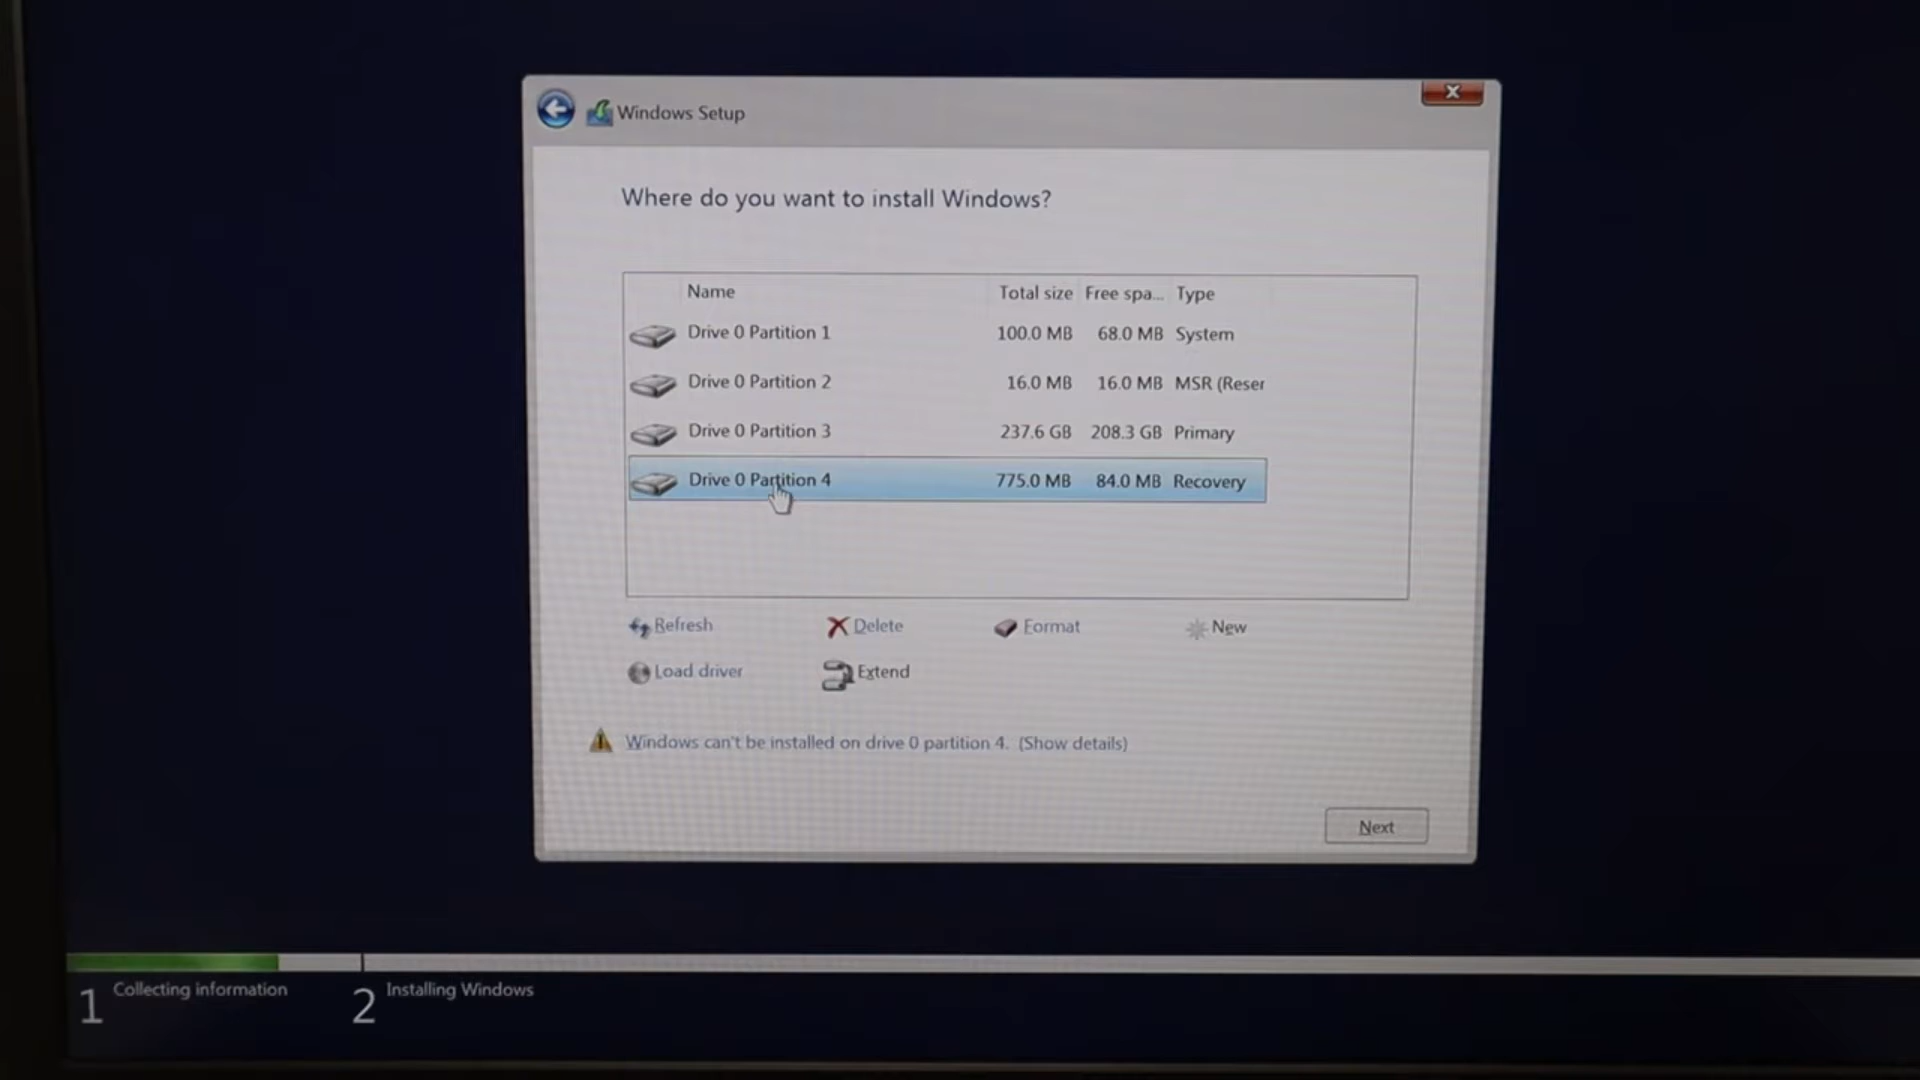 Windows Setup
Where do you want to install Windows?
Name Total size Free spa... Type
Drive 0 Partition 1 100.0 MB 68.0 MB System
Drive 0 Partition 2 16.0 MB 16.0 MB MSR (Reser
Drive 0 Partition 3 237.6 GB 208.3 GB Primary
Drive 0 Partition 4 775.0 MB 84.0 MB Recovery
Refresh Delete Format New
Load driver Extend
Windows can't be installed on drive 0 partition 4. (Show details)
Next
1 Collecting information 2 Installing Windows